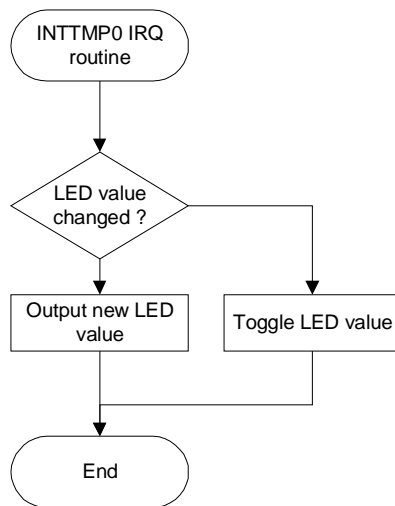 INTTMP0 IRQ
routine
LED value
changed ?
Output new LED
value
Toggle LED value
End